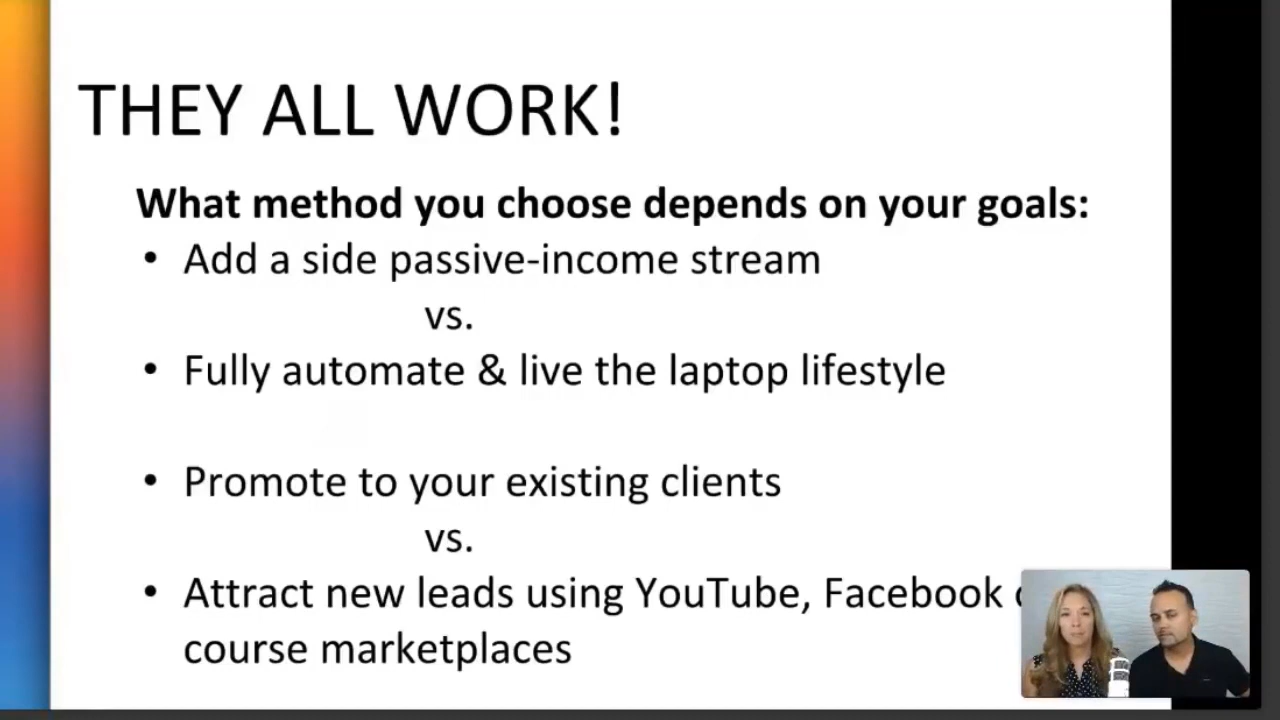 THEY ALL WORK!
What method you choose depends on your goals:
• Add a side passive-income stream
vs.
• Fully automate & live the laptop lifestyle
• Promote to your existing clients
vs.
• Attract new leads using YouTube, Facebook
course marketplaces